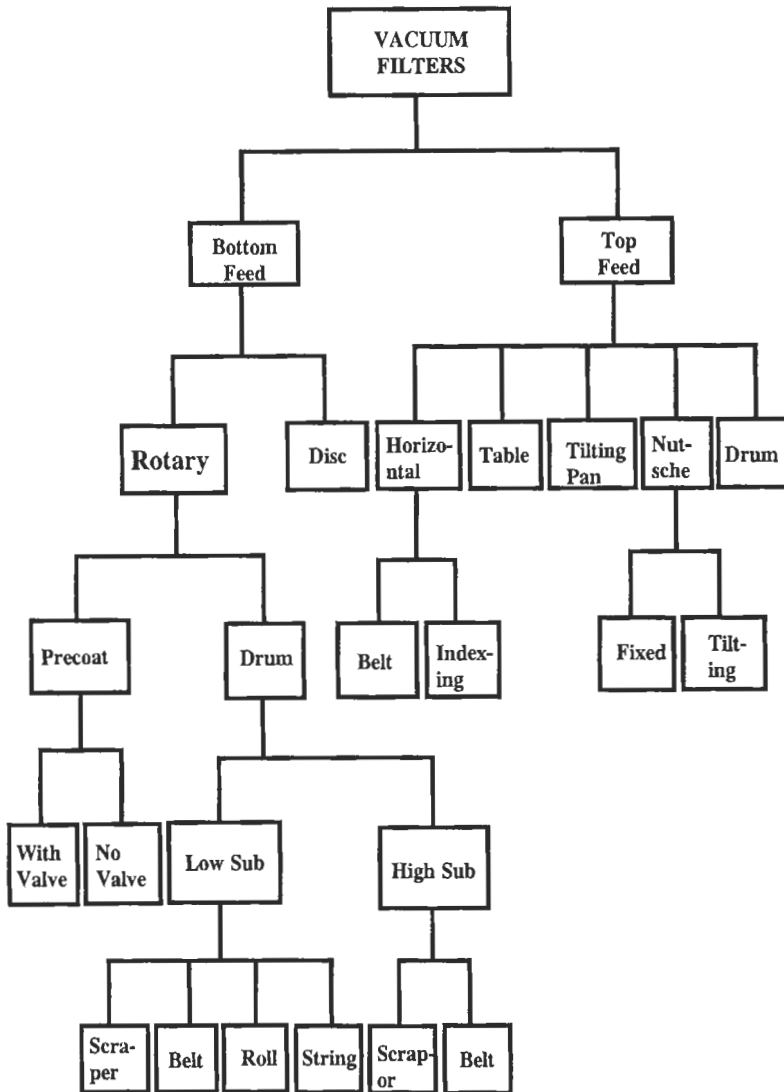 VACUUM
FILTERS
Bottom
Feed
Top
Feed
Rotary
Disc
Horizo-
ntal
Table
Tilting
Pan
Nut-
sche
Drum
Precoat
Drum
Belt
Index-
ing
Fixed
Tilt-
ing
With
Valve
No
Valve
Low Sub
High Sub
Scra-
per
Belt
Roll
String
Scrap-
or
Belt